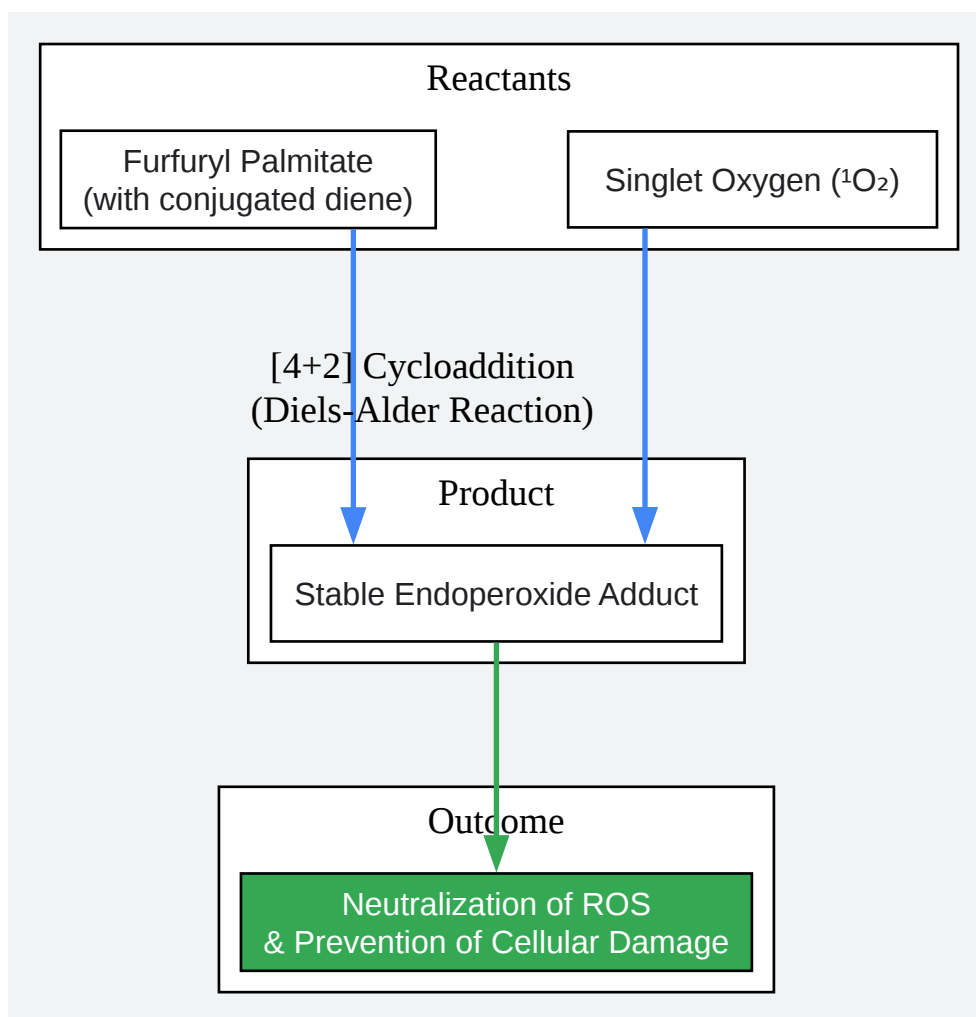 Reactants
Furfuryl Palmitate
(with conjugated diene)
Singlet Oxygen (¹O₂)
[4+2] Cycloaddition
(Diels-Alder Reaction)
Product
Stable Endoperoxide Adduct
Outcome
Neutralization of ROS
& Prevention of Cellular Damage